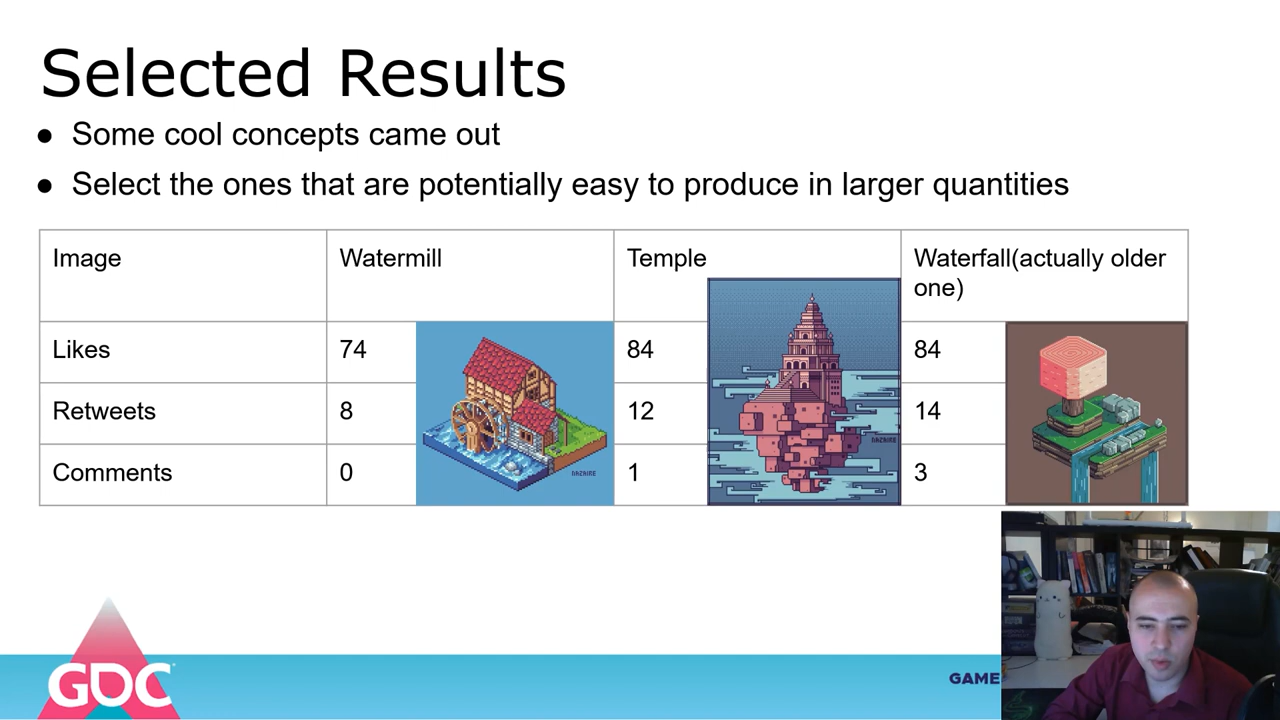 Selected Results
● Some cool concepts came out
● Select the ones that are potentially easy to produce in larger quantities
Image
Watermill
Temple
Waterfall(actually older
one)
Likes
74
84
84
Retweets
8
12
14
Comments
0
1
3
NAZRINE
NAZRINE
GDC
GAME